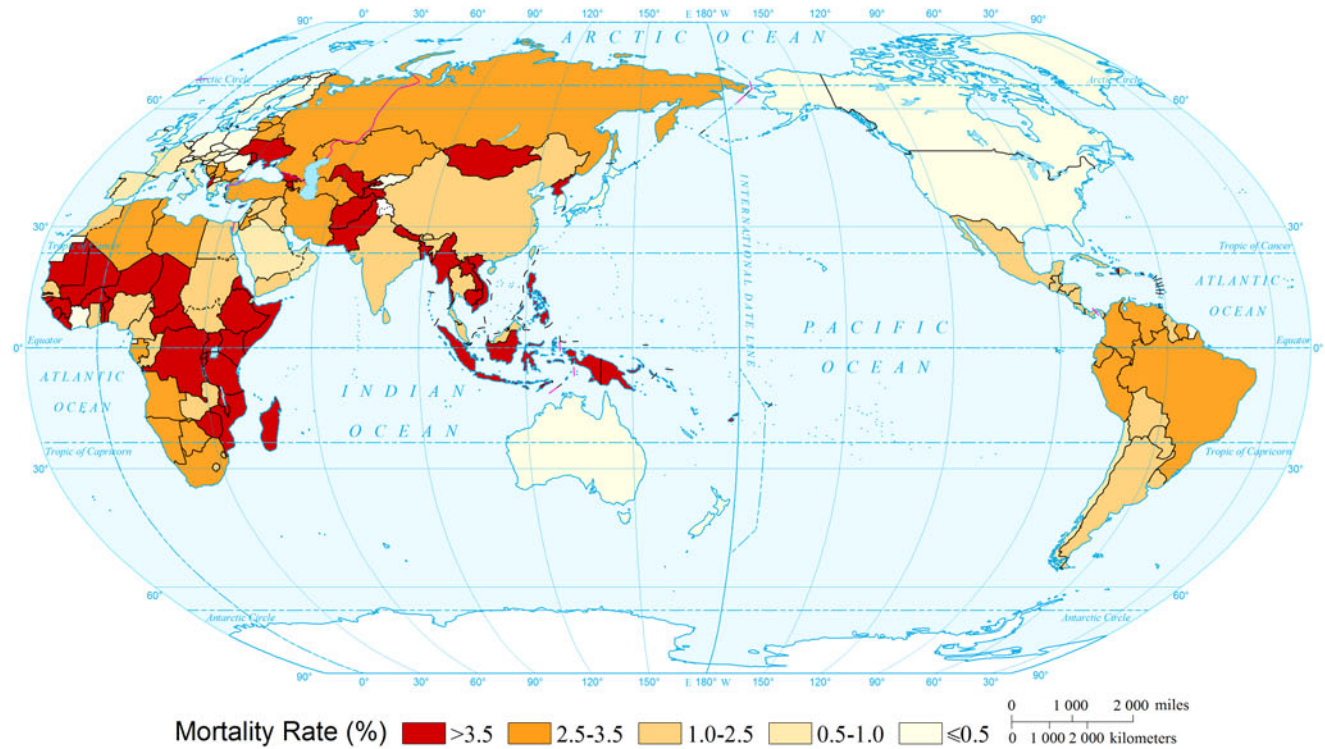 90° 60° 30° 0° 30° 60° 90° 120° 150° E 180° W 150° 120° 90° 60° 30° 90°
ARCTIC OCEAN
Arctic Circle
Arctic Circle
60°
60°
30°
30°
Tropic of Cancer
Tropic of Cancer
INTERNATIONAL DATE LINE
ATLANTIC
OCEAN
PACIFIC
OCEAN
Equator
Equator
0°
0°
ATLANTIC
OCEAN
INDIAN
OCEAN
Tropic of Capricorn
Tropic of Capricorn
30°
30°
60°
60°
Antarctic Circle
Antarctic Circle
90° 0° 30° 60° 90° 120° 150° E 180° W 150° 120° 90° 60° 30° 90°
Mortality Rate (%) >3.5 2.5-3.5 1.0-2.5 0.5-1.0 ≤0.5
0 1 000 2 000 miles
0 1 000 2 000 kilometers